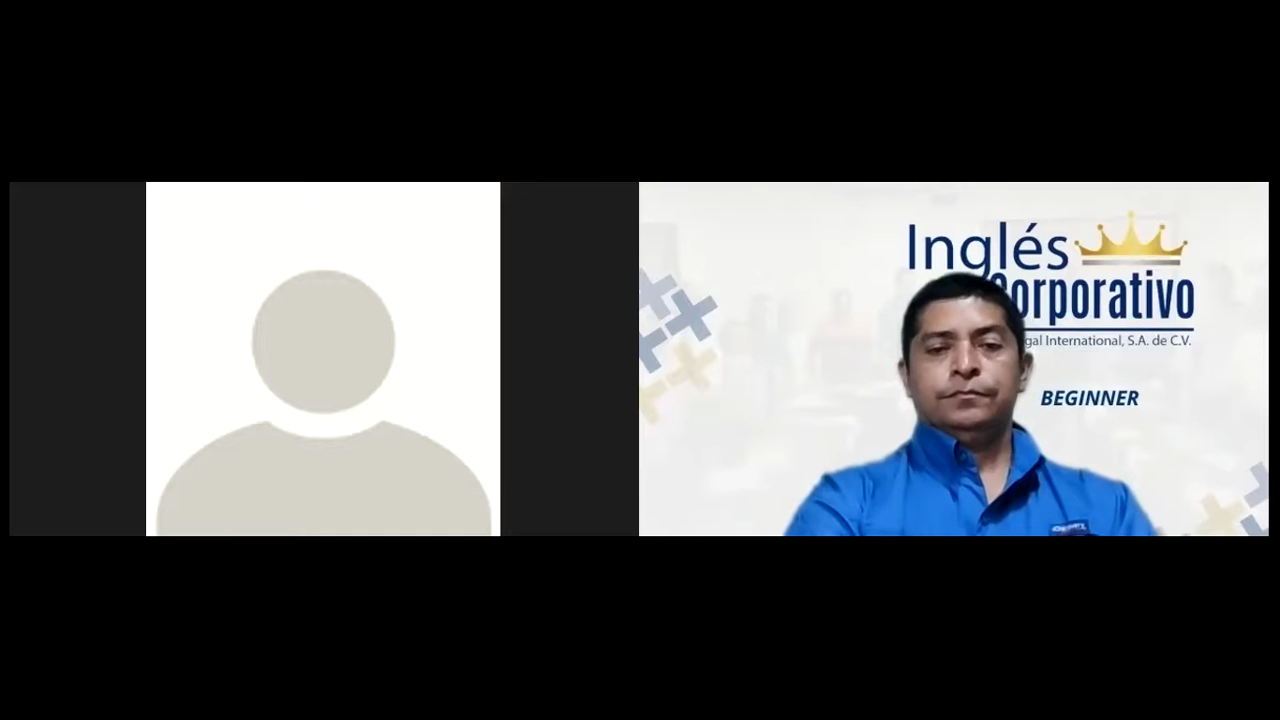 Inglés
Corporativo
gal International, S.A. de C.V.
BEGINNER